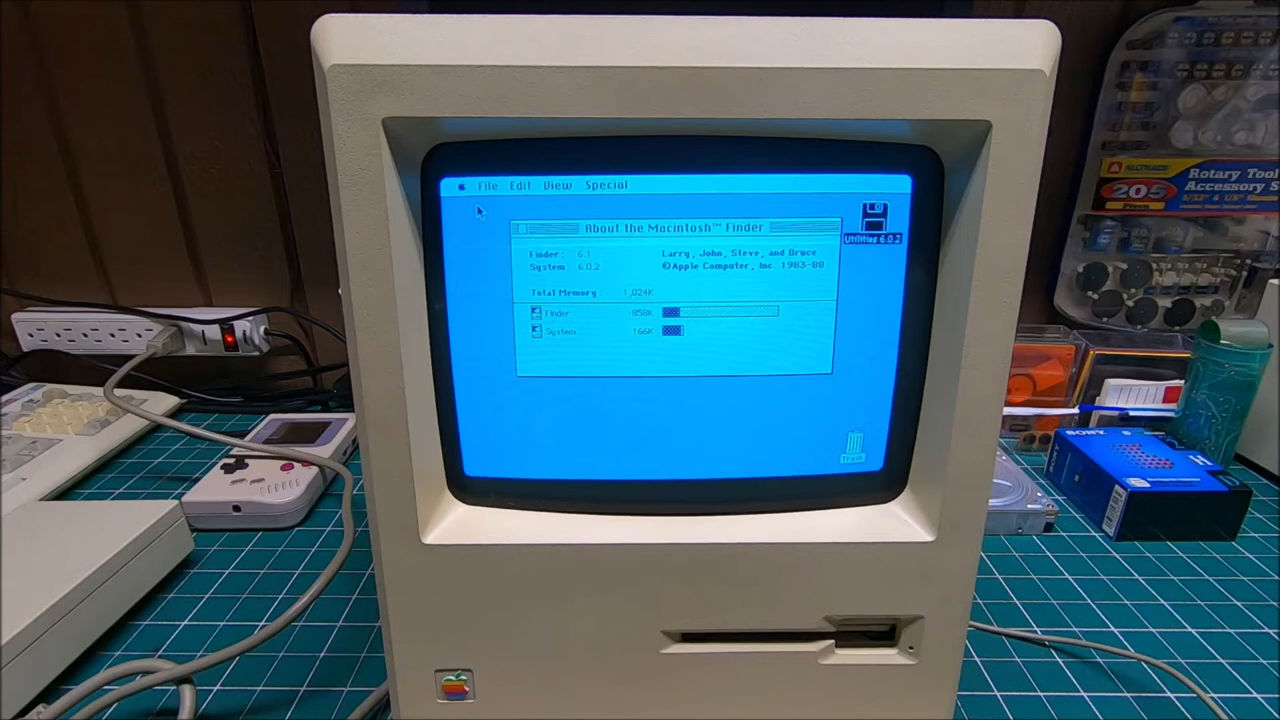 File Edit View Special
About the Macintosh™ Finder
Finder: 6.1
Larry, John, Steve, and Bruce
System: 6.0.2
©Apple Computer, Inc. 1983-88
Total Memory: 1,024K
Finder 858K
System 166K
Utilities 6.0.2
Trash
ALLTRADE
205
Piece
Rotary Tool
Accessory S
SONY